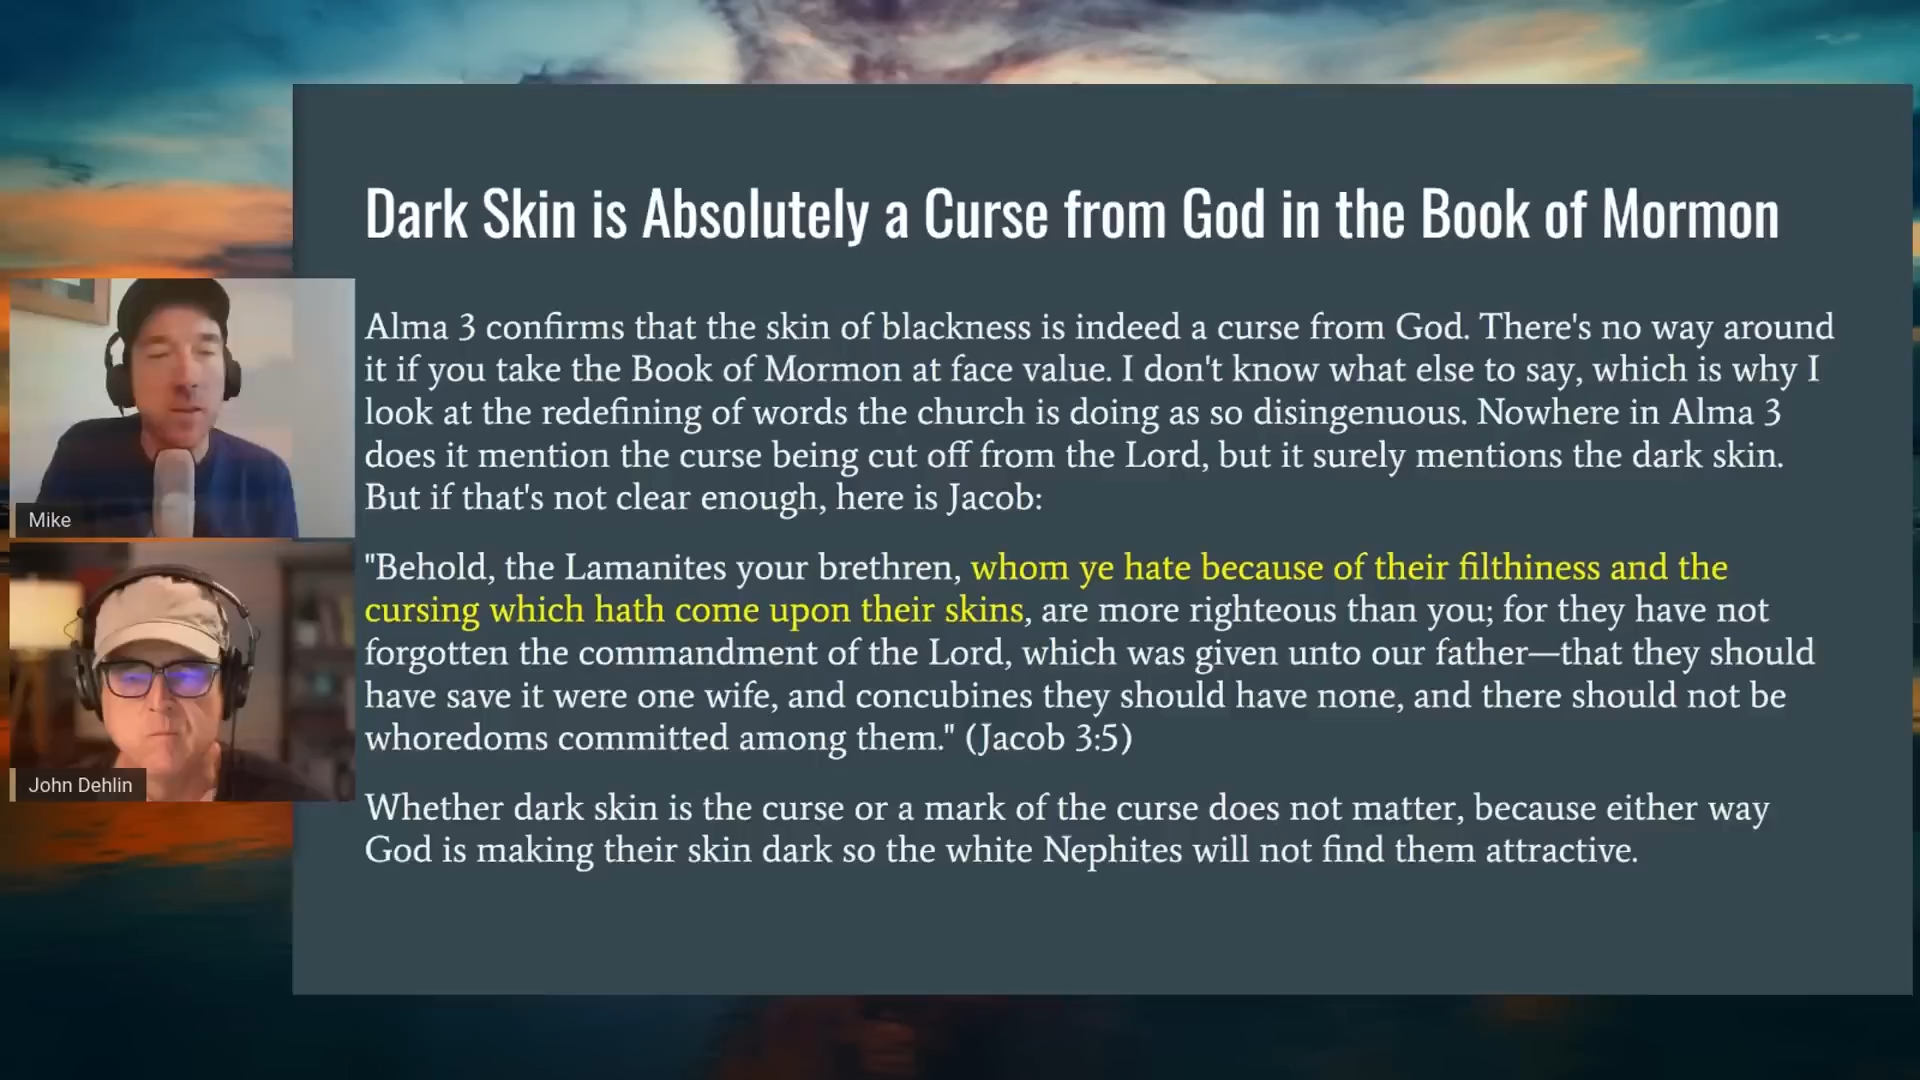 Dark Skin is Absolutely a Curse from God in the Book of Mormon
Alma 3 confirms that the skin of blackness is indeed a curse from God. There's no way around
it if you take the Book of Mormon at face value. I don't know what else to say, which is why I
look at the redefining of words the church is doing as so disingenuous. Nowhere in Alma 3
does it mention the curse being cut off from the Lord, but it surely mentions the dark skin.
But if that's not clear enough, here is Jacob:
"Behold, the Lamanites your brethren, whom ye hate because of their filthiness and the
cursing which hath come upon their skins, are more righteous than you; for they have not
forgotten the commandment of the Lord, which was given unto our father—that they should
have save it were one wife, and concubines they should have none, and there should not be
whoredoms committed among them." (Jacob 3:5)
Whether dark skin is the curse or a mark of the curse does not matter, because either way
God is making their skin dark so the white Nephites will not find them attractive.
Mike
John Dehlin